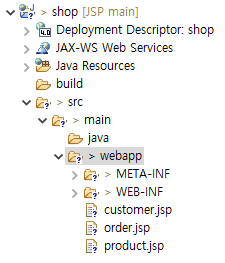 > shop [JSP main]
Deployment Descriptor: shop
JAX-WS Web Services
Java Resources
build
> src
> main
java
> webapp
> META-INF
> WEB-INF
customer.jsp
order.jsp
product.jsp